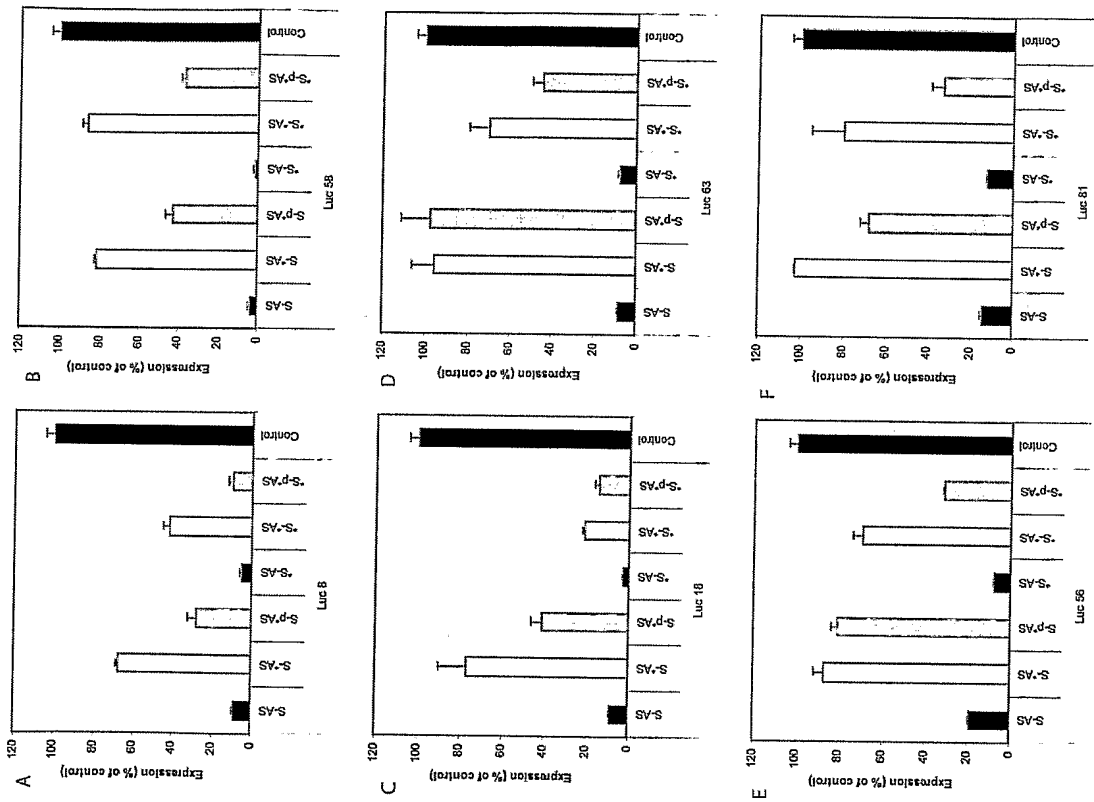 A
Expression (% of control)
120
100
80
60
40
20
0
S-AS
S-*AS
S-p*AS
*S-AS
*S-*AS
*S-p*AS
Control
Luc 8
B
Expression (% of control)
120
100
80
60
40
20
0
S-AS
S-*AS
S-p*AS
*S-AS
*S-*AS
*S-p*AS
Control
Luc 58
C
Expression (% of control)
120
100
80
60
40
20
0
S-AS
S-*AS
S-p*AS
*S-AS
*S-*AS
*S-p*AS
Control
Luc 18
D
Expression (% of control)
120
100
80
60
40
20
0
S-AS
S-*AS
S-p*AS
*S-AS
*S-*AS
*S-p*AS
Control
Luc 63
E
Expression (% of control)
120
100
80
60
40
20
0
S-AS
S-*AS
S-p*AS
*S-AS
*S-*AS
*S-p*AS
Control
Luc 56
F
Expression (% of control)
120
100
80
60
40
20
0
S-AS
S-*AS
S-p*AS
*S-AS
*S-*AS
*S-p*AS
Control
Luc 81